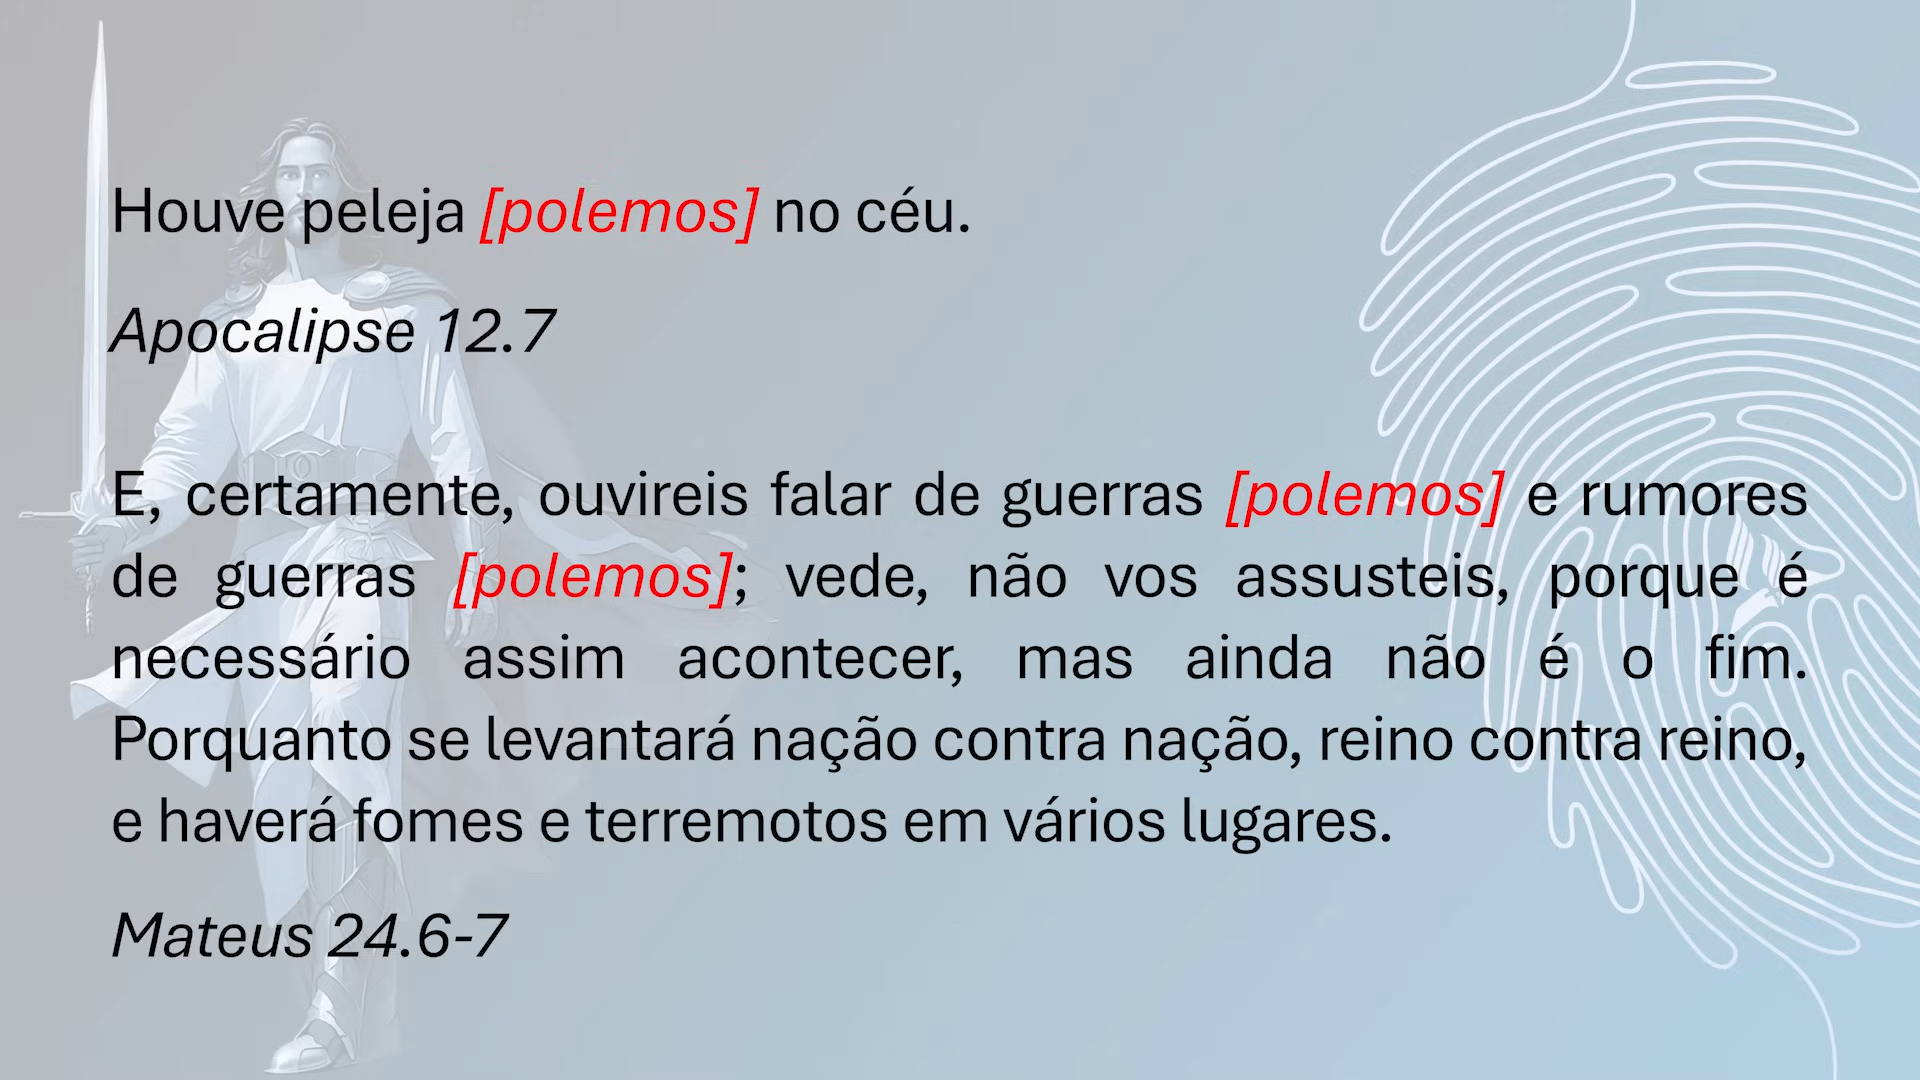 Houve peleja [polemos] no céu.
Apocalipse 12.7
E, certamente, ouvireis falar de guerras [polemos] e rumores
de guerras [polemos]; vede, não vos assusteis, porque é
necessário assim acontecer, mas ainda não é o fim.
Porquanto se levantará nação contra nação, reino contra reino,
e haverá fomes e terremotos em vários lugares.
Mateus 24.6-7